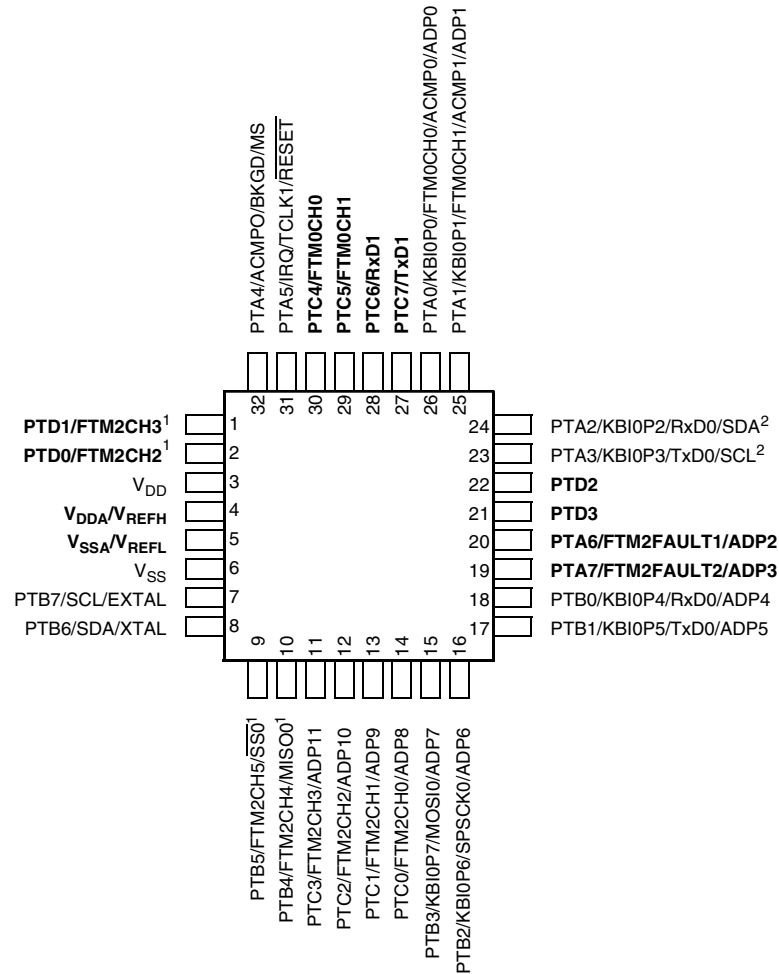 PTA4/ACMPO/BKGD/MS
PTA5/IRQ/TCLK1/RESET
PTC4/FTM0CH0
PTC5/FTM0CH1
PTC6/RxD1
PTC7/TxD1
PTA0/KBI0P0/FTM0CH0/ACMP0/ADP0
PTA1/KBI0P1/FTM0CH1/ACMP1/ADP1
32 31 30 29 28 27 26 25
PTD1/FTM2CH3¹ 1
PTD0/FTM2CH2¹ 2
VDD 3
VDDA/VREFH 4
VSSA/VREFL 5
VSS 6
PTB7/SCL/EXTAL 7
PTB6/SDA/XTAL 8
24 PTA2/KBI0P2/RxD0/SDA²
23 PTA3/KBI0P3/TxD0/SCL²
22 PTD2
21 PTD3
20 PTA6/FTM2FAULT1/ADP2
19 PTA7/FTM2FAULT2/ADP3
18 PTB0/KBI0P4/RxD0/ADP4
17 PTB1/KBI0P5/TxD0/ADP5
9 10 11 12 13 14 15 16
PTB5/FTM2CH5/SS0¹
PTB4/FTM2CH4/MISO0¹
PTC3/FTM2CH3/ADP11
PTC2/FTM2CH2/ADP10
PTC1/FTM2CH1/ADP9
PTC0/FTM2CH0/ADP8
PTB3/KBI0P7/MOSI0/ADP7
PTB2/KBI0P6/SPSCK0/ADP6